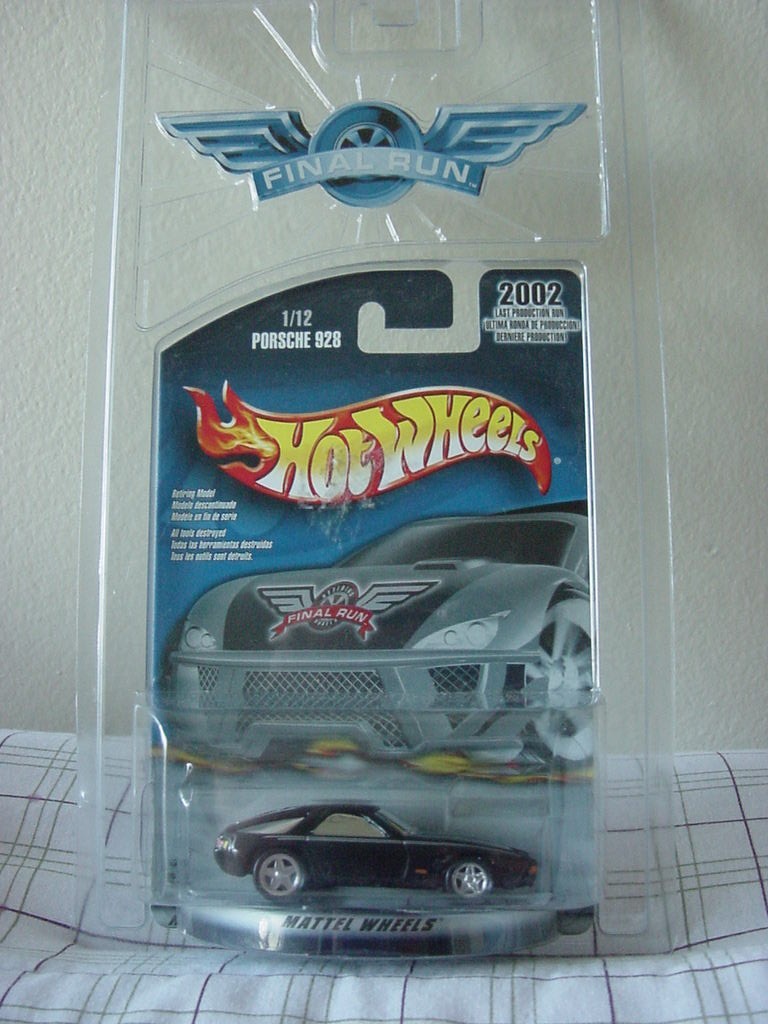 FINAL RUN™
1/12
PORSCHE 928
2002
LAST PRODUCTION RUN
ULTIMA RONDA DE PRODUCCION
DERNIERE PRODUCTION
HOT WHEELS
Retiring Model
Modelo descontinuado
Modele en fin de serie
All tools destroyed
Todas las herramientas destruidas
Tous les outils sont detruits.
FINAL RUN
MATTEL WHEELS™